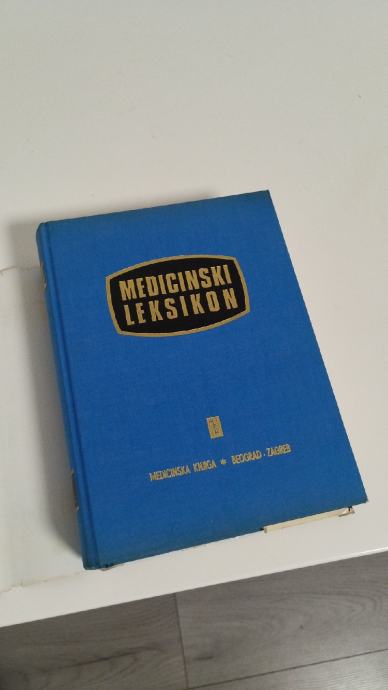 MEDICINSKI
LEKSIKON
MEDICINSKA KNJIGA * BEOGRAD - ZAGREB